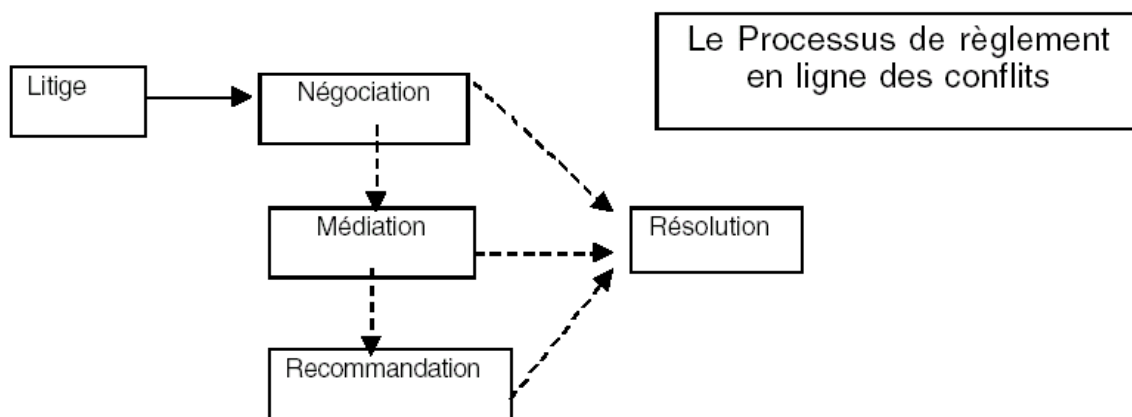 Le Processus de règlement
en ligne des conflits
Litige
Négociation
Médiation
Résolution
Recommandation